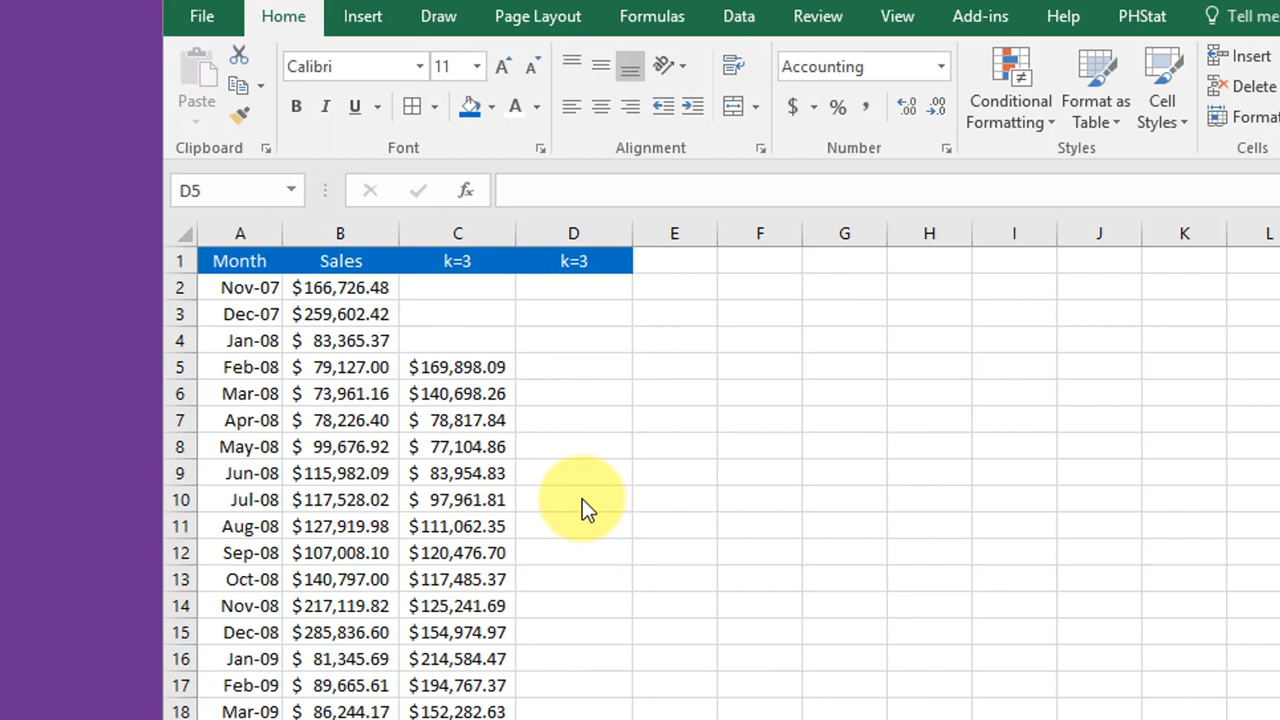 File Home Insert Draw Page Layout Formulas Data Review View Add-ins Help PHStat Tell me
Calibri 11 Accounting Insert
Delete
Paste B I U A $ % , Conditional Format as Cell
Formatting Table Styles Format
Clipboard Font Alignment Number Styles Cells
D5 fx
A B C D E F G H I J K L
1 Month Sales k=3 k=3
2 Nov-07 $166,726.48
3 Dec-07 $259,602.42
4 Jan-08 $ 83,365.37
5 Feb-08 $ 79,127.00 $169,898.09
6 Mar-08 $ 73,961.16 $140,698.26
7 Apr-08 $ 78,226.40 $ 78,817.84
8 May-08 $ 99,676.92 $ 77,104.86
9 Jun-08 $115,982.09 $ 83,954.83
10 Jul-08 $117,528.02 $ 97,961.81
11 Aug-08 $127,919.98 $111,062.35
12 Sep-08 $107,008.10 $120,476.70
13 Oct-08 $140,797.00 $117,485.37
14 Nov-08 $217,119.82 $125,241.69
15 Dec-08 $285,836.60 $154,974.97
16 Jan-09 $ 81,345.69 $214,584.47
17 Feb-09 $ 89,665.61 $194,767.37
18 Mar-09 $ 86,244.17 $152,282.63